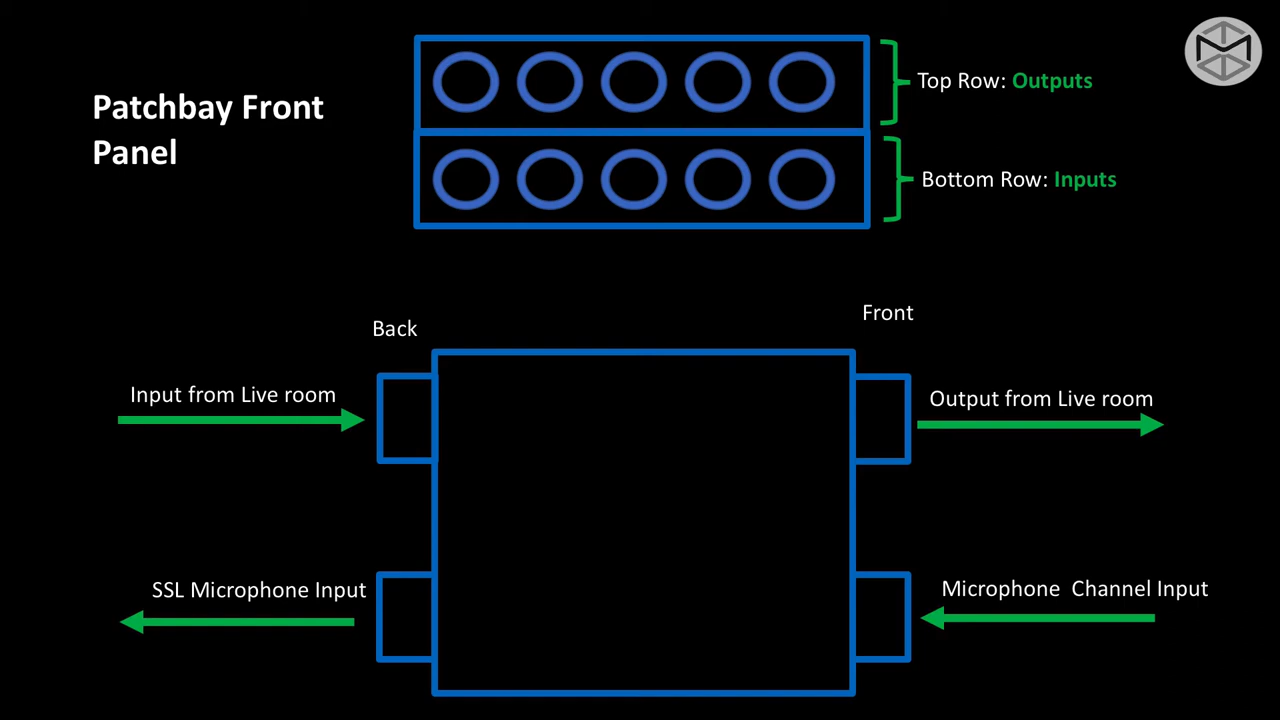 Patchbay Front
Panel
Top Row: Outputs
Bottom Row: Inputs
Back
Front
Input from Live room
Output from Live room
SSL Microphone Input
Microphone  Channel Input